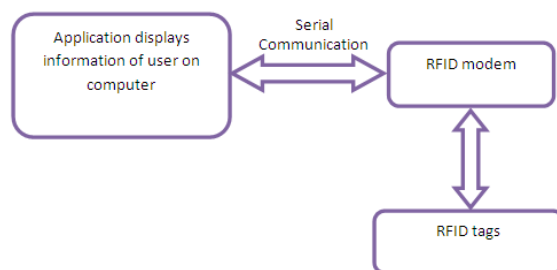 Application displays
information of user on
computer
Serial
Communication
RFID modem
RFID tags